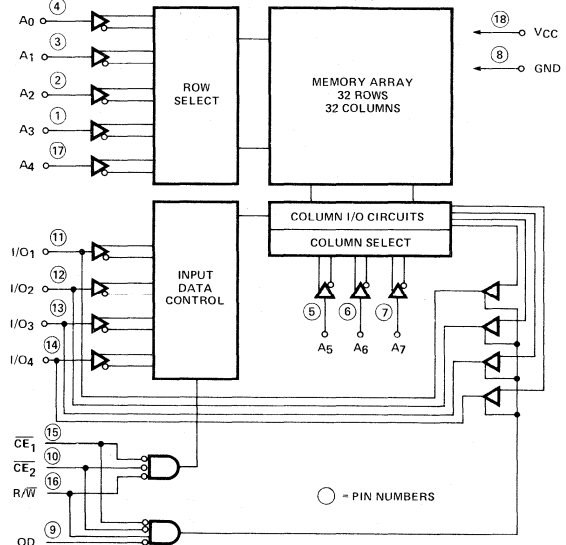 4
A0
3
A1
2
A2
1
A3
17
A4
ROW
SELECT
MEMORY ARRAY
32 ROWS
32 COLUMNS
18
VCC
8
GND
11
I/O1
12
I/O2
13
I/O3
14
I/O4
INPUT
DATA
CONTROL
COLUMN I/O CIRCUITS
COLUMN SELECT
5
6
7
A5
A6
A7
15
CE1
10
CE2
16
R/W
9
OD
= PIN NUMBERS